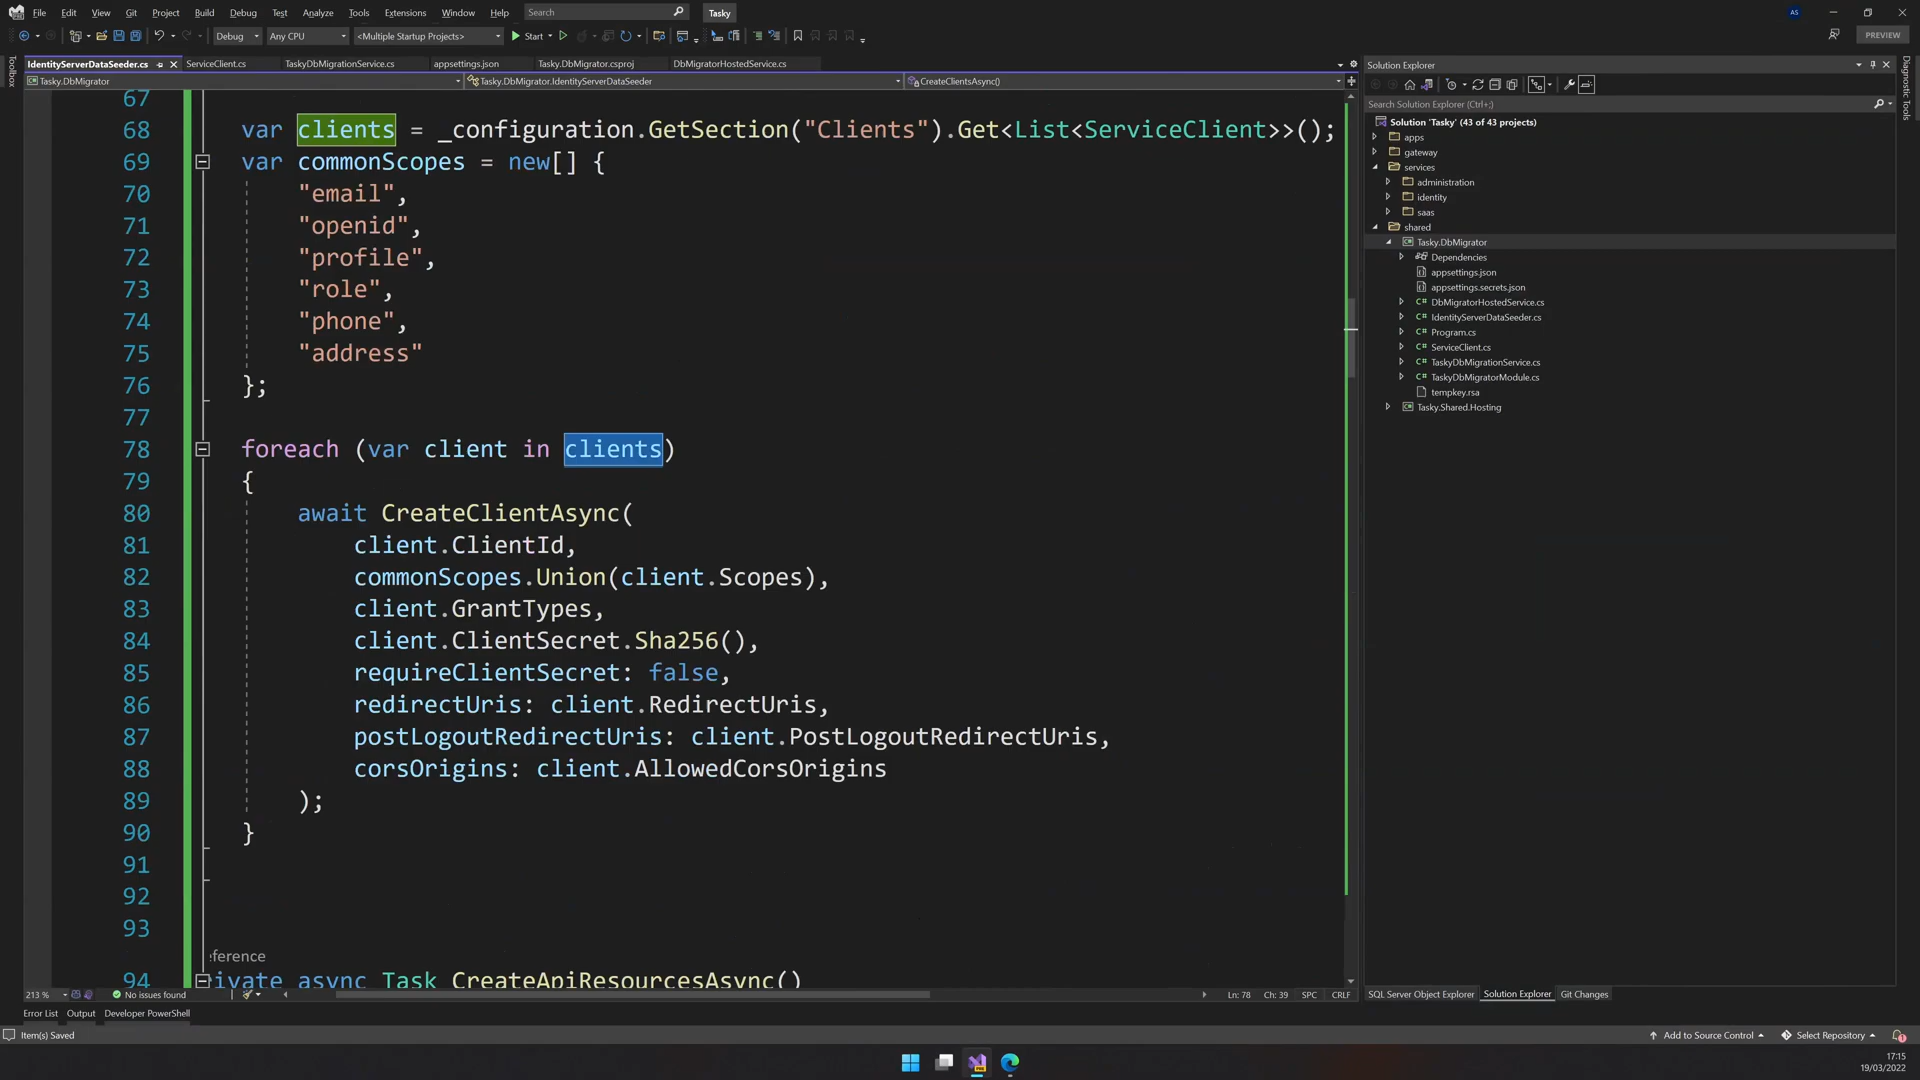 File Edit View Git Project Build Debug Test Analyze Tools Extensions Window Help Search Tasky AS
Debug Any CPU <Multiple Startup Projects> Start PREVIEW
IdentityServerDataSeeder.cs ServiceClient.cs TaskyDbMigrationService.cs appsettings.json Tasky.DbMigrator.csproj DbMigratorHostedService.cs
Tasky.DbMigrator Tasky.DbMigrator.IdentityServerDataSeeder CreateClientsAsync()
Toolbox
67
68 var clients = _configuration.GetSection("Clients").Get<List<ServiceClient>>();
69 var commonScopes = new[] {
70 "email",
71 "openid",
72 "profile",
73 "role",
74 "phone",
75 "address"
76 };
77
78 foreach (var client in clients)
79 {
80 await CreateClientAsync(
81 client.ClientId,
82 commonScopes.Union(client.Scopes),
83 client.GrantTypes,
84 client.ClientSecret.Sha256(),
85 requireClientSecret: false,
86 redirectUris: client.RedirectUris,
87 postLogoutRedirectUris: client.PostLogoutRedirectUris,
88 corsOrigins: client.AllowedCorsOrigins
89 );
90 }
91
92
93
ference
94 ivate async Task CreateApiResourcesAsync()
213 % No issues found Ln: 78 Ch: 39 SPC CRLF
Error List Output Developer PowerShell
Solution Explorer
Search Solution Explorer (Ctrl+;)
Solution 'Tasky' (43 of 43 projects)
apps
gateway
services
administration
identity
saas
shared
Tasky.DbMigrator
Dependencies
appsettings.json
appsettings.secrets.json
DbMigratorHostedService.cs
IdentityServerDataSeeder.cs
Program.cs
ServiceClient.cs
TaskyDbMigrationService.cs
TaskyDbMigratorModule.cs
tempkey.rsa
Tasky.Shared.Hosting
SQL Server Object Explorer Solution Explorer Git Changes
Diagnostic Tools
Item(s) Saved Add to Source Control Select Repository
17:15
19/03/2022